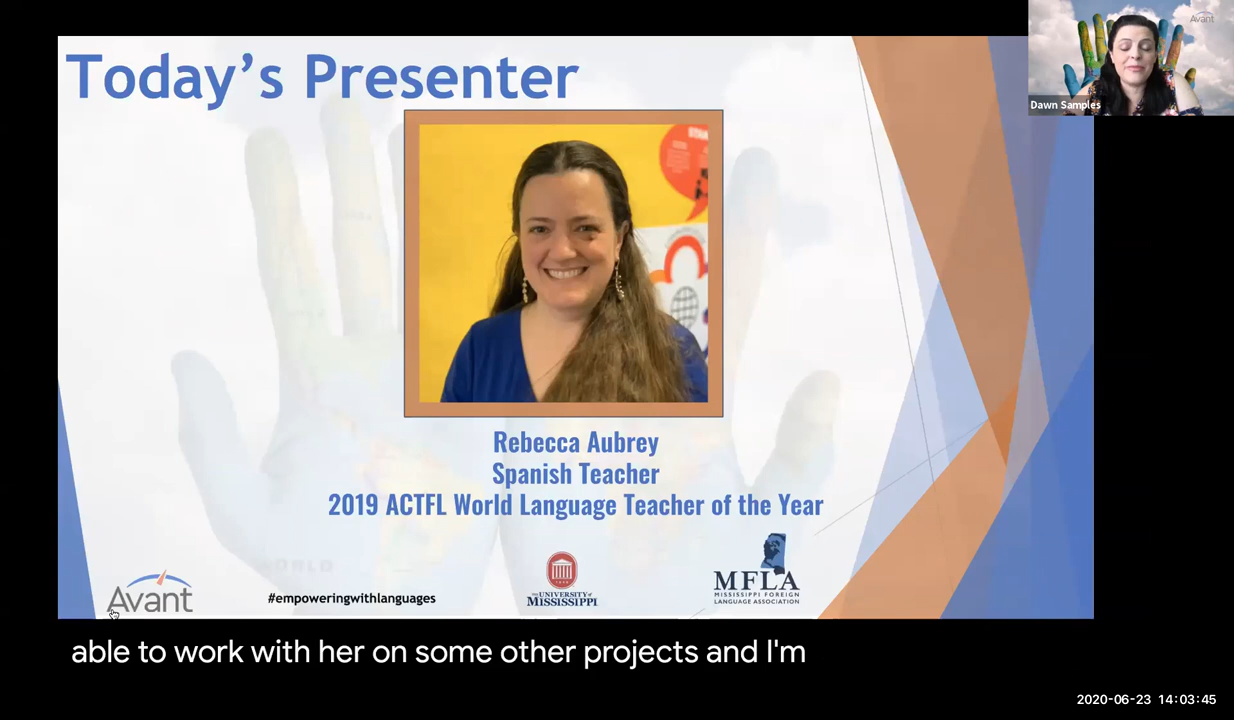 Today's Presenter
Avant
Dawn Samples
Rebecca Aubrey
Spanish Teacher
2019 ACTFL World Language Teacher of the Year
Avant
#empoweringwithlanguages
THE UNIVERSITY of
MISSISSIPPI
MFLA
MISSISSIPPI FOREIGN
LANGUAGE ASSOCIATION
WORLD
able to work with her on some other projects and I'm
2020-06-23 14:03:45